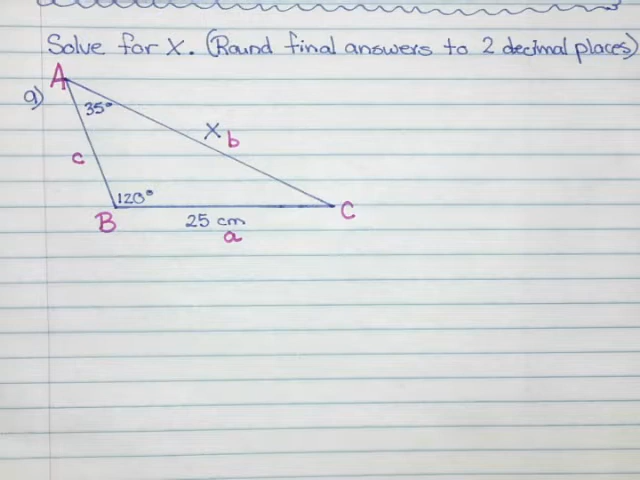 Solve for X. (Round final answers to 2 decimal places)
A
a)
35°
X
b
c
120°
B
25 cm
C
a